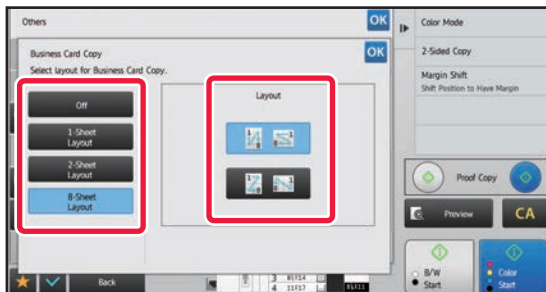 Others
OK
Color Mode
Business Card Copy
OK
Select layout for Business Card Copy.
2-Sided Copy
Margin Shift
Shift Position to Have Margin
Off
1-Sheet
Layout
2-Sheet
Layout
8-Sheet
Layout
Layout
Proof Copy
Preview
CA
Back
B/W
Start
Color
Start